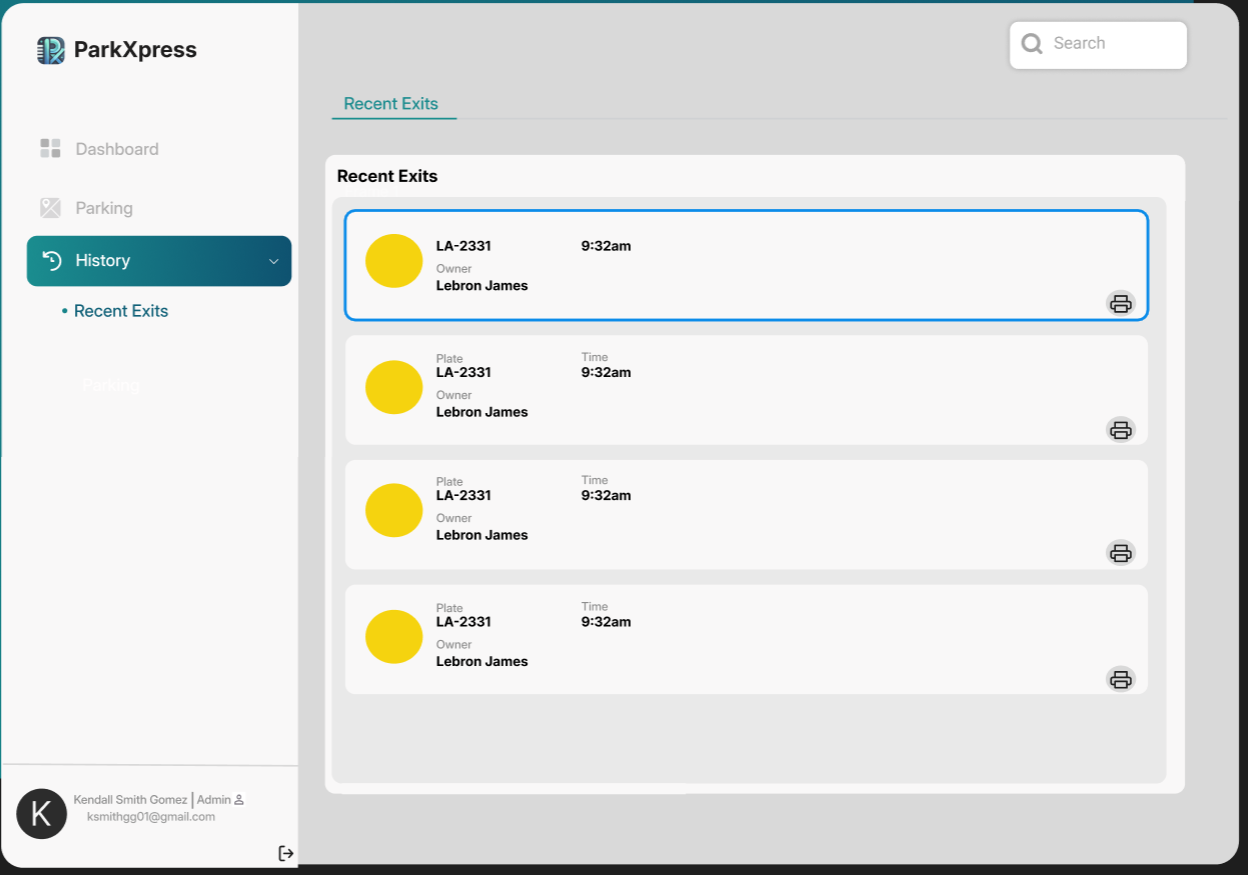 ParkXpress
Search
Recent Exits
Dashboard
Parking
History
Recent Exits
Parking
Recent Exits
LA-2331 9:32am
Owner
Lebron James
Plate Time
LA-2331 9:32am
Owner
Lebron James
Plate Time
LA-2331 9:32am
Owner
Lebron James
Plate Time
LA-2331 9:32am
Owner
Lebron James
K
Kendall Smith Gomez | Admin
ksmithgg01@gmail.com